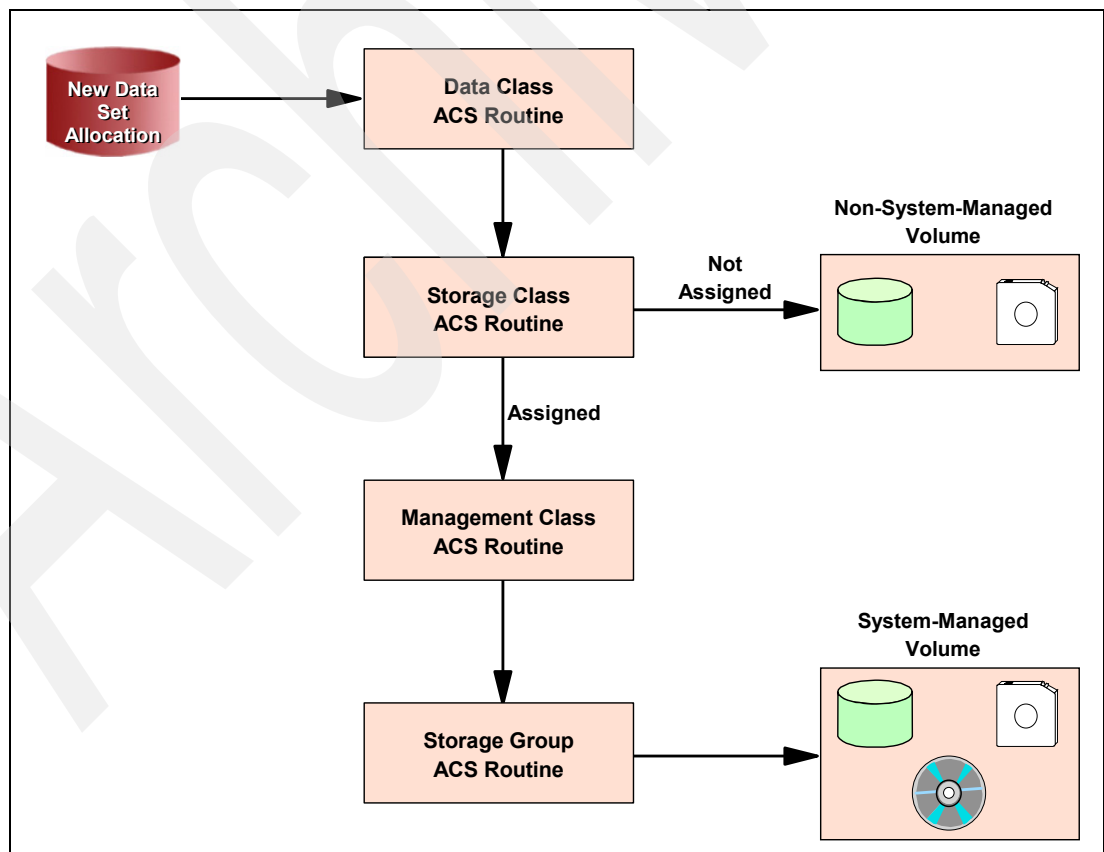 New Data
Set
Allocation
Data Class
ACS Routine
Storage Class
ACS Routine
Not
Assigned
Non-System-Managed
Volume
Assigned
Management Class
ACS Routine
System-Managed
Volume
Storage Group
ACS Routine